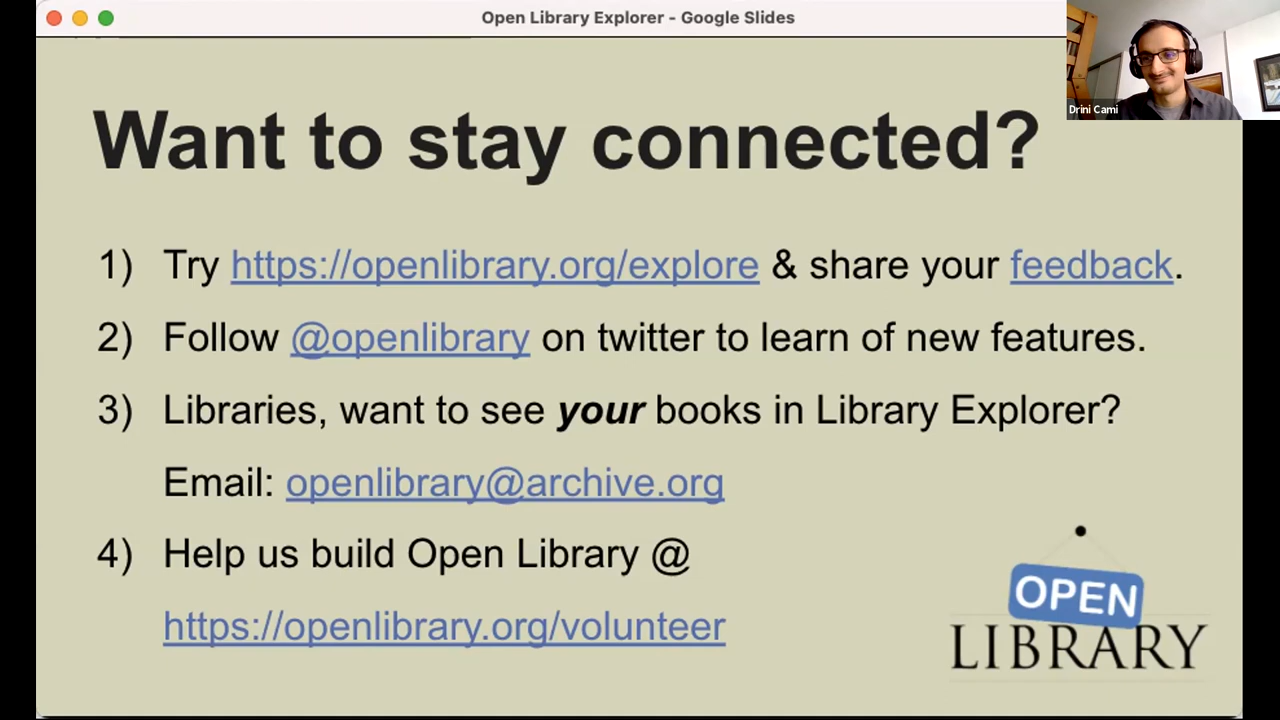 Open Library Explorer - Google Slides
Drini Cami
Want to stay connected?
1) Try https://openlibrary.org/explore & share your feedback.
2) Follow @openlibrary on twitter to learn of new features.
3) Libraries, want to see your books in Library Explorer?
Email: openlibrary@archive.org
4) Help us build Open Library @
https://openlibrary.org/volunteer
OPEN
LIBRARY